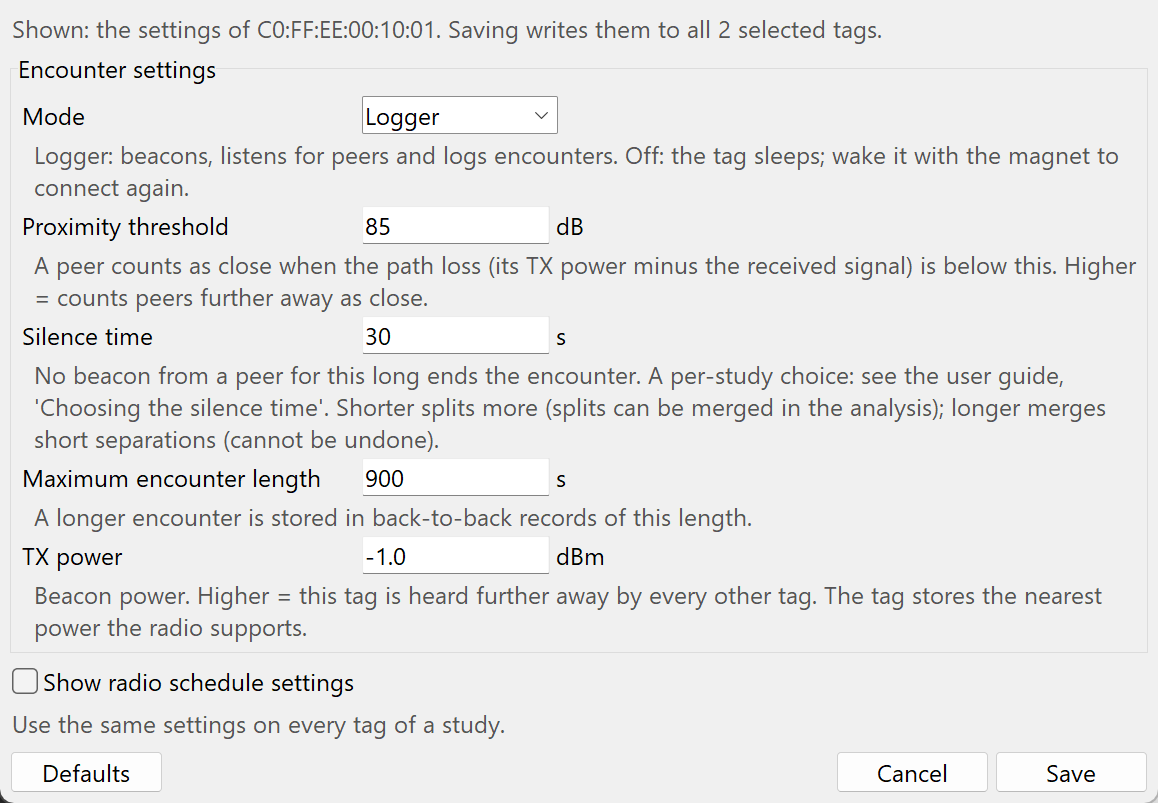 Shown: the settings of C0:FF:EE:00:10:01. Saving writes them to all 2 selected tags.
Encounter settings
Mode
Logger
Logger: beacons, listens for peers and logs encounters. Off: the tag sleeps; wake it with the magnet to
connect again.
Proximity threshold
85 dB
A peer counts as close when the path loss (its TX power minus the received signal) is below this. Higher
= counts peers further away as close.
Silence time
30 s
No beacon from a peer for this long ends the encounter. A per-study choice: see the user guide,
'Choosing the silence time'. Shorter splits more (splits can be merged in the analysis); longer merges
short separations (cannot be undone).
Maximum encounter length
900 s
A longer encounter is stored in back-to-back records of this length.
TX power
-1.0 dBm
Beacon power. Higher = this tag is heard further away by every other tag. The tag stores the nearest
power the radio supports.
Show radio schedule settings
Use the same settings on every tag of a study.
Defaults
Cancel
Save